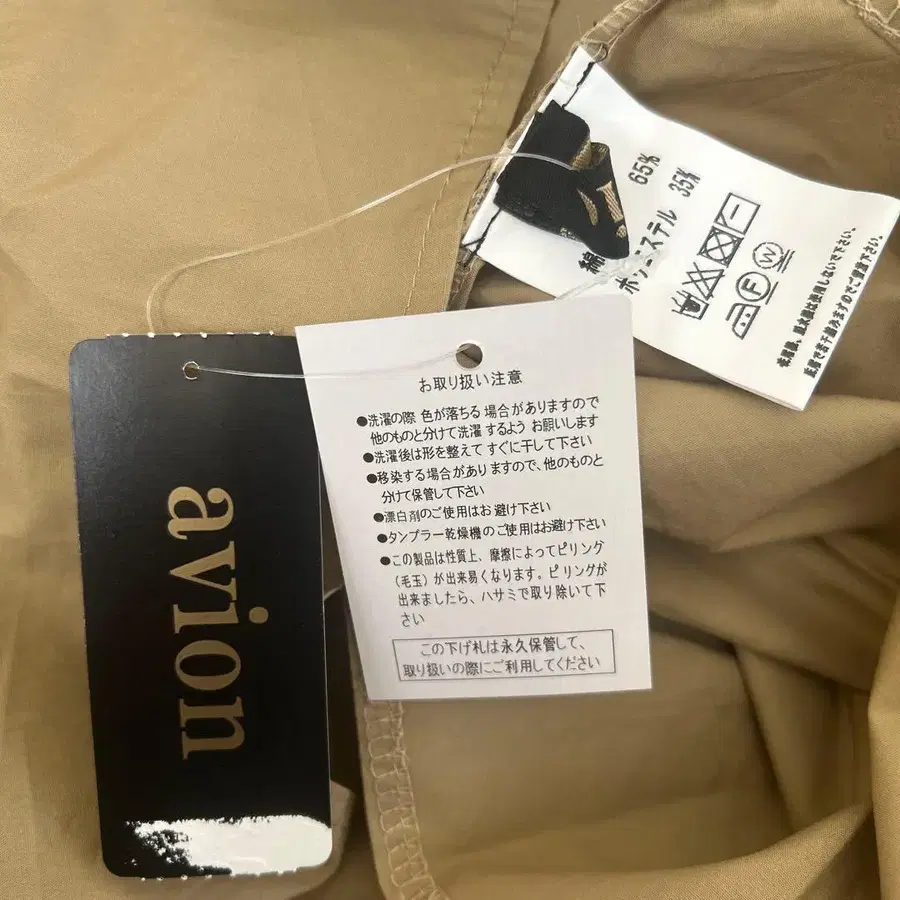 avion
お取り扱い注意
●洗濯の際 色が落ちる 場合がありますので
他のものと分けて洗濯 するよう お願いします
●洗濯後は形を整えて すぐに干して下さい
●移染する場合がありますので、他のものと
分けて保管して下さい
●漂白剤のご使用はお避け下さい
●タンブラー乾燥機のご使用はお避け下さい
●この製品は性質上、摩擦によってピリング
（毛玉）が出来易くなります。ピリングが
出来ましたら、ハサミで取り除いて下
さい
この下げ札は永久保管して、
取り扱いの際にご利用してください
綿 65%
ポリエステル 35%
F
W